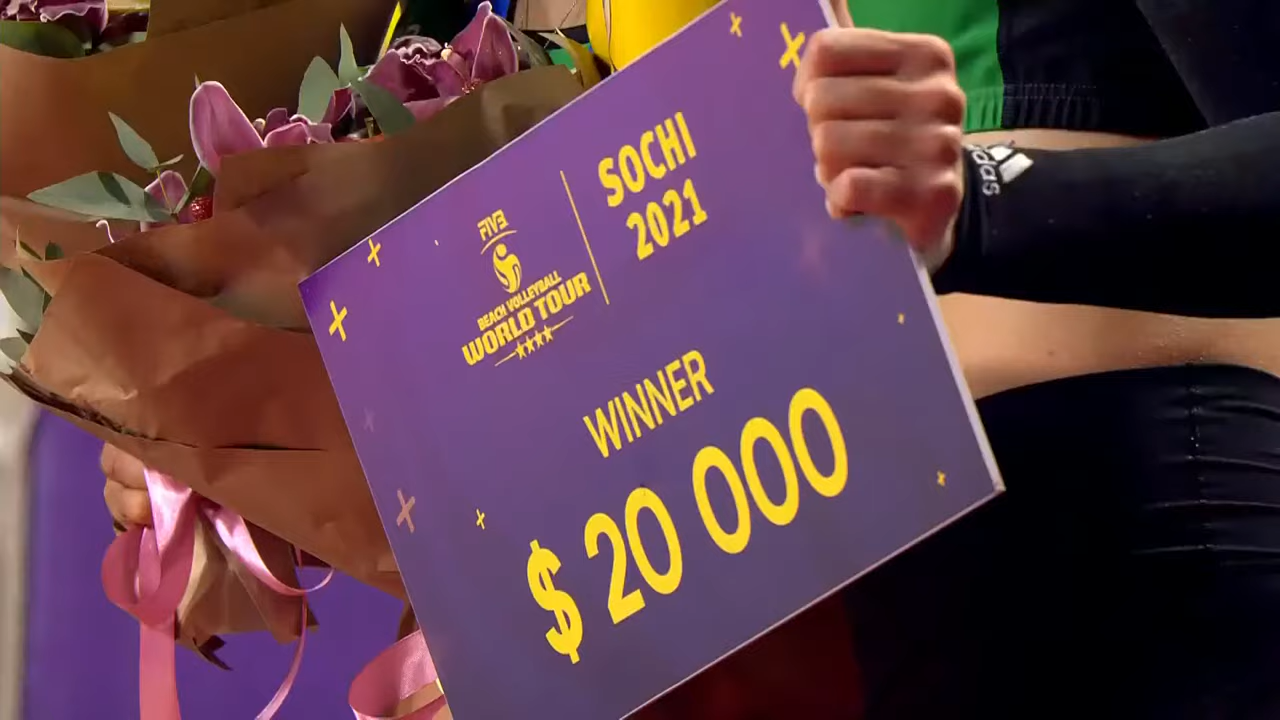 FIVB
BEACH VOLLEYBALL
WORLD TOUR
SOCHI
2021
WINNER
$ 20 000
adidas